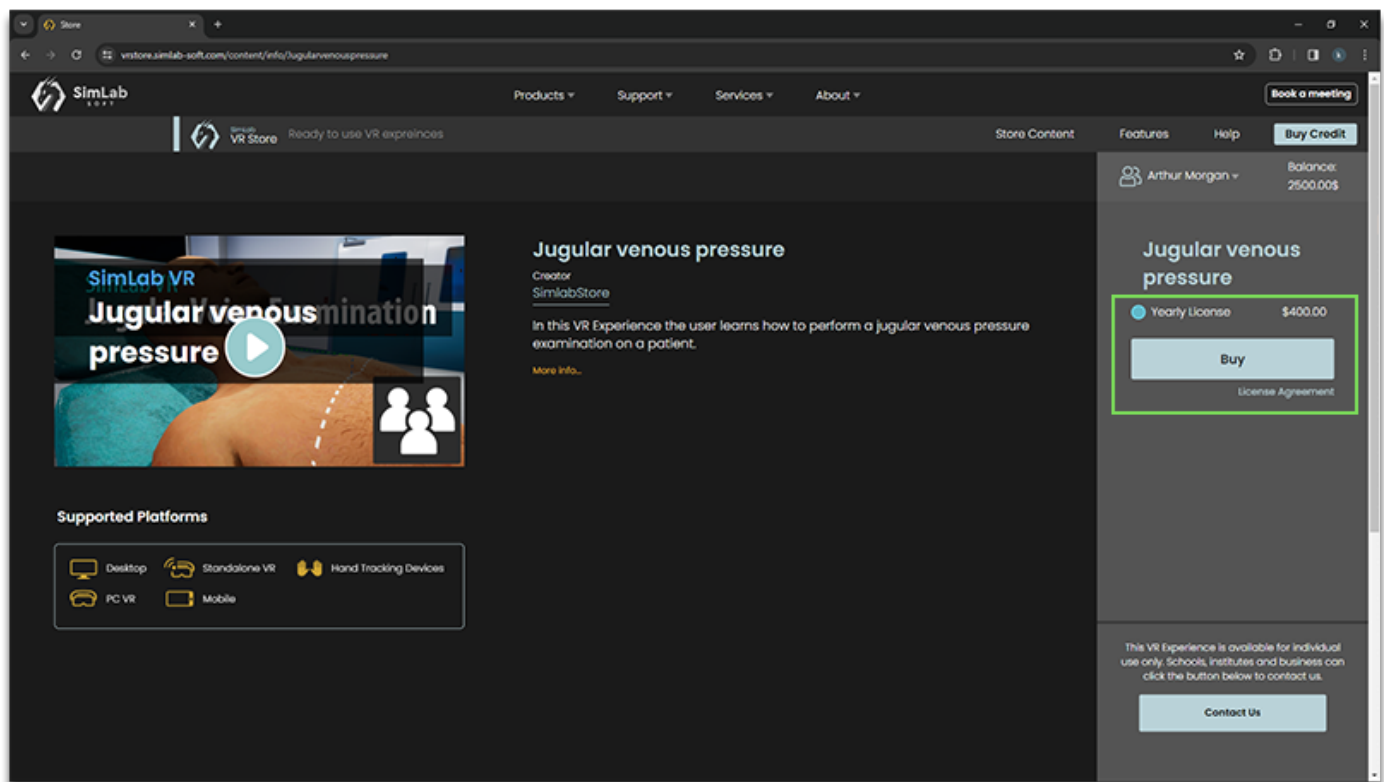 Store
vrstore.simlab-soft.com/content/info/Jugularvenouspressure
SimLab
SOFT
Products
Support
Services
About
Book a meeting
SimLab
VR Store
Ready to use VR expreinces
Store Content
Features
Help
Buy Credit
Arthur Morgan
Balance:
2500.00$
SimLab VR
Jugular venous
pressure
mination
Jugular venous pressure
Creator
SimlabStore
In this VR Experience the user learns how to perform a jugular venous pressure
examination on a patient.
More info...
Jugular venous
pressure
Yearly License $400.00
Buy
License Agreement
Supported Platforms
Desktop
Standalone VR
Hand Tracking Devices
PC VR
Mobile
This VR Experience is available for individual
use only. Schools, institutes and business can
click the button below to contact us.
Contact Us